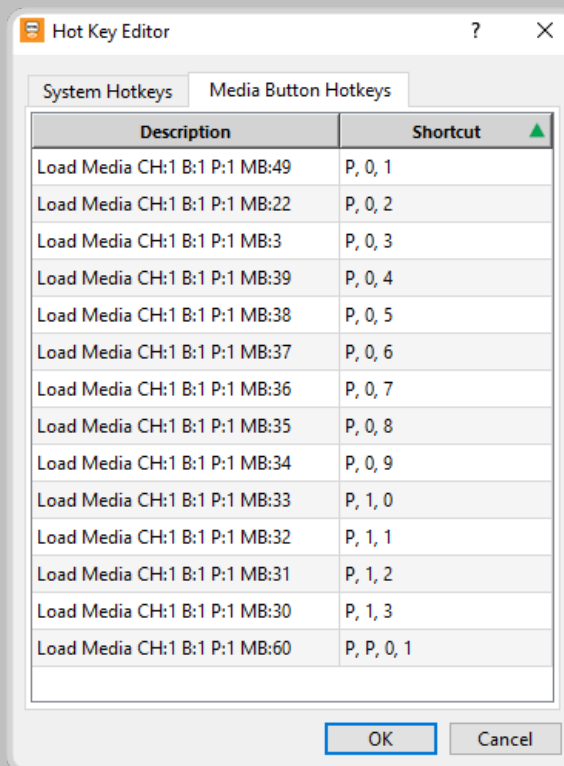 Hot Key Editor ?
System Hotkeys Media Button Hotkeys
Description Shortcut
Load Media CH:1 B:1 P:1 MB:49 P, 0, 1
Load Media CH:1 B:1 P:1 MB:22 P, 0, 2
Load Media CH:1 B:1 P:1 MB:3 P, 0, 3
Load Media CH:1 B:1 P:1 MB:39 P, 0, 4
Load Media CH:1 B:1 P:1 MB:38 P, 0, 5
Load Media CH:1 B:1 P:1 MB:37 P, 0, 6
Load Media CH:1 B:1 P:1 MB:36 P, 0, 7
Load Media CH:1 B:1 P:1 MB:35 P, 0, 8
Load Media CH:1 B:1 P:1 MB:34 P, 0, 9
Load Media CH:1 B:1 P:1 MB:33 P, 1, 0
Load Media CH:1 B:1 P:1 MB:32 P, 1, 1
Load Media CH:1 B:1 P:1 MB:31 P, 1, 2
Load Media CH:1 B:1 P:1 MB:30 P, 1, 3
Load Media CH:1 B:1 P:1 MB:60 P, P, 0, 1
OK Cancel